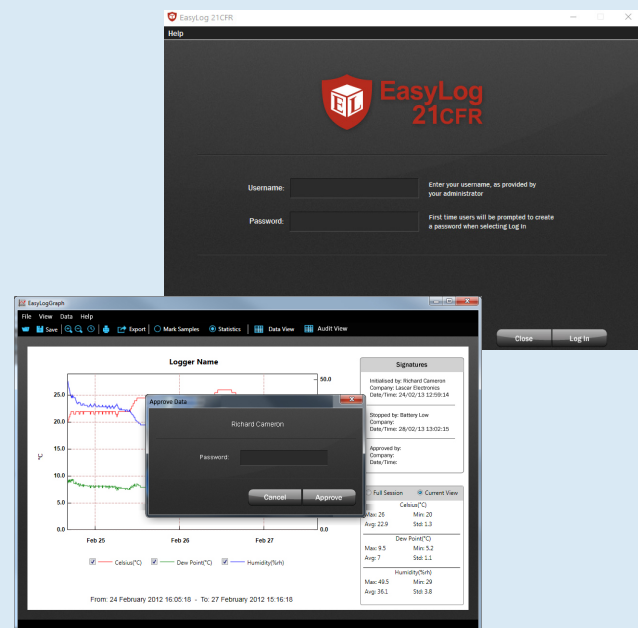 EasyLog 21CFR
Help
EL
EasyLog
21CFR
Username:
Enter your username, as provided by
your administrator
Password:
First time users will be prompted to create
a password when selecting Log In
Close
Log In
EasyLogGraph
File View Data Help
Save Export Mark Samples Statistics Data View Audit View
Logger Name
50.0
25.0
20.0
15.0
°C
10.0
5.0
0.0
0.0
Feb 25
Feb 26
Feb 27
Celsius(°C) Dew Point(°C) Humidity(%rh)
From: 24 February 2012 16:05:18 - To: 27 February 2012 15:16:18
Approve Data
Richard Cameron
Password:
Cancel
Approve
Signatures
Initialised by: Richard Cameron
Company: Lascar Electronics
Date/Time: 24/02/13 12:59:14
Stopped by: Battery Low
Company:
Date/Time: 28/02/13 13:02:15
Approved by:
Company:
Date/Time:
Full Session Current View
Celsius(°C)
Max: 26 Min: 20
Avg: 22.9 Std: 1.3
Dew Point(°C)
Max: 9.5 Min: 5.2
Avg: 7 Std: 1.1
Humidity(%rh)
Max: 49.5 Min: 29
Avg: 36.1 Std: 3.8